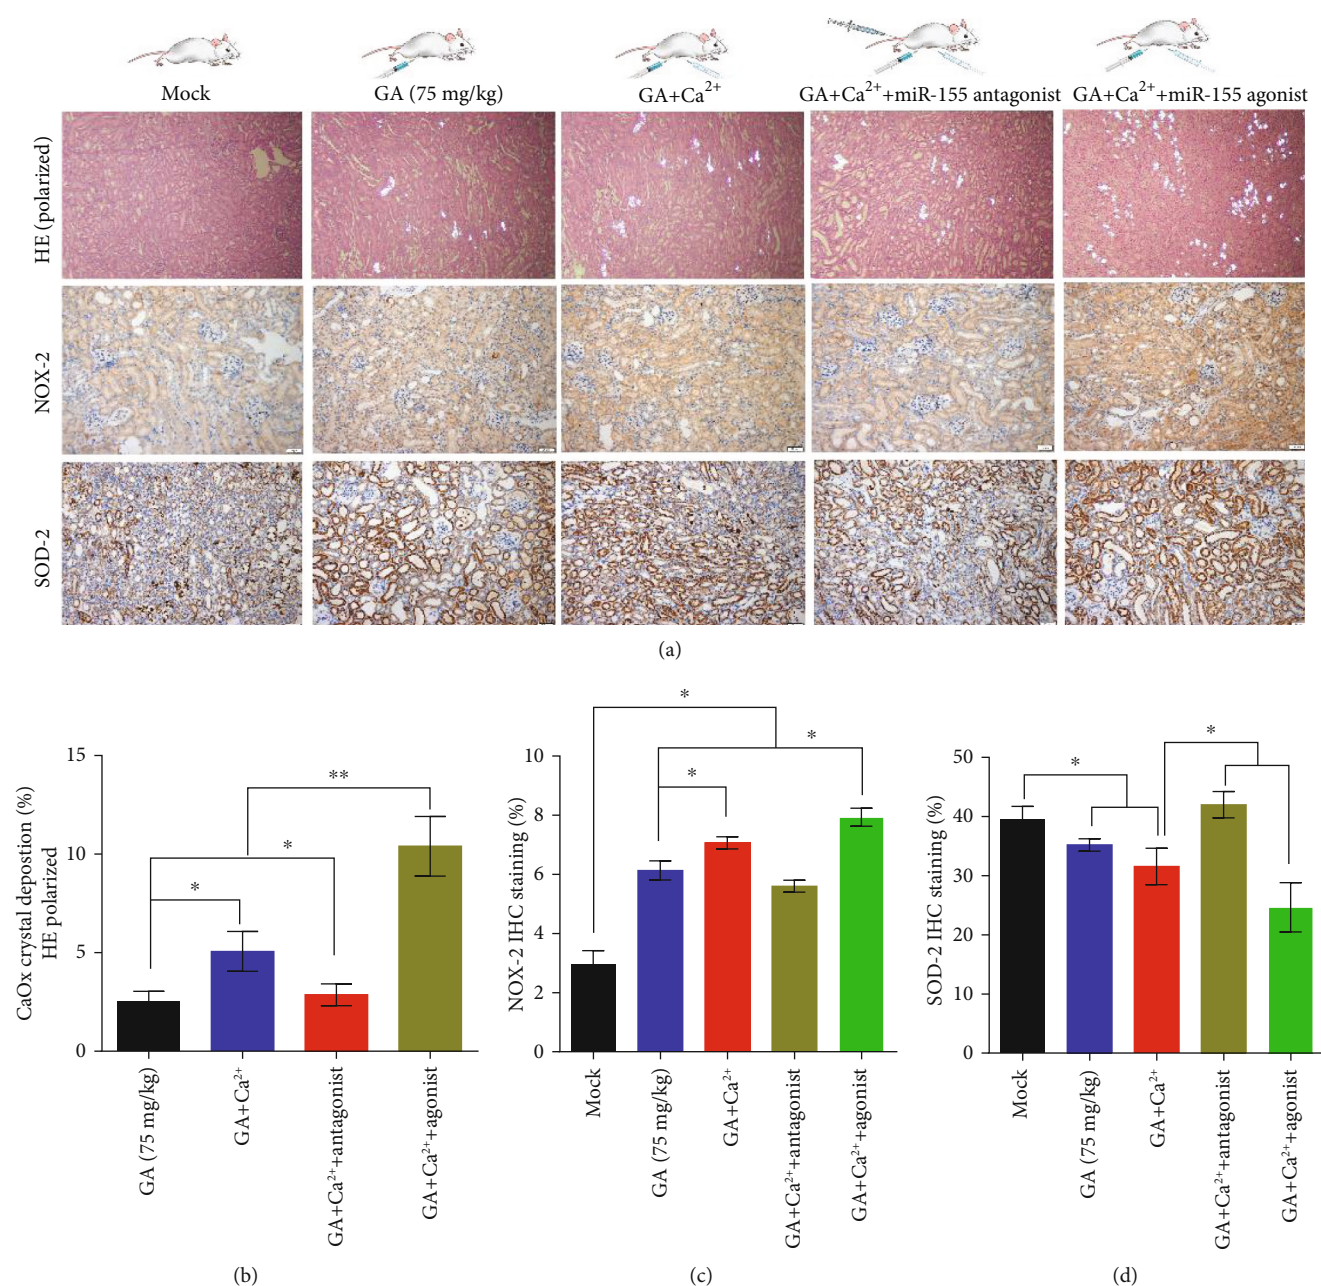 Mock
GA (75 mg/kg)
GA+Ca²⁺
GA+Ca²⁺+miR-155 antagonist
GA+Ca²⁺+miR-155 agonist
HE (polarized)
NOX-2
SOD-2
(a)
CaOx crystal depostion (%)
HE polarized
15
10
5
0
*
*
**
GA (75 mg/kg)
GA+Ca²⁺
GA+Ca²⁺+antagonist
GA+Ca²⁺+agonist
(b)
NOX-2 IHC staining (%)
10
8
6
4
2
0
*
*
*
Mock
GA (75 mg/kg)
GA+Ca²⁺
GA+Ca²⁺+antagonist
GA+Ca²⁺+agonist
(c)
SOD-2 IHC staining (%)
50
40
30
20
10
0
*
*
Mock
GA (75 mg/kg)
GA+Ca²⁺
GA+Ca²⁺+antagonist
GA+Ca²⁺+agonist
(d)